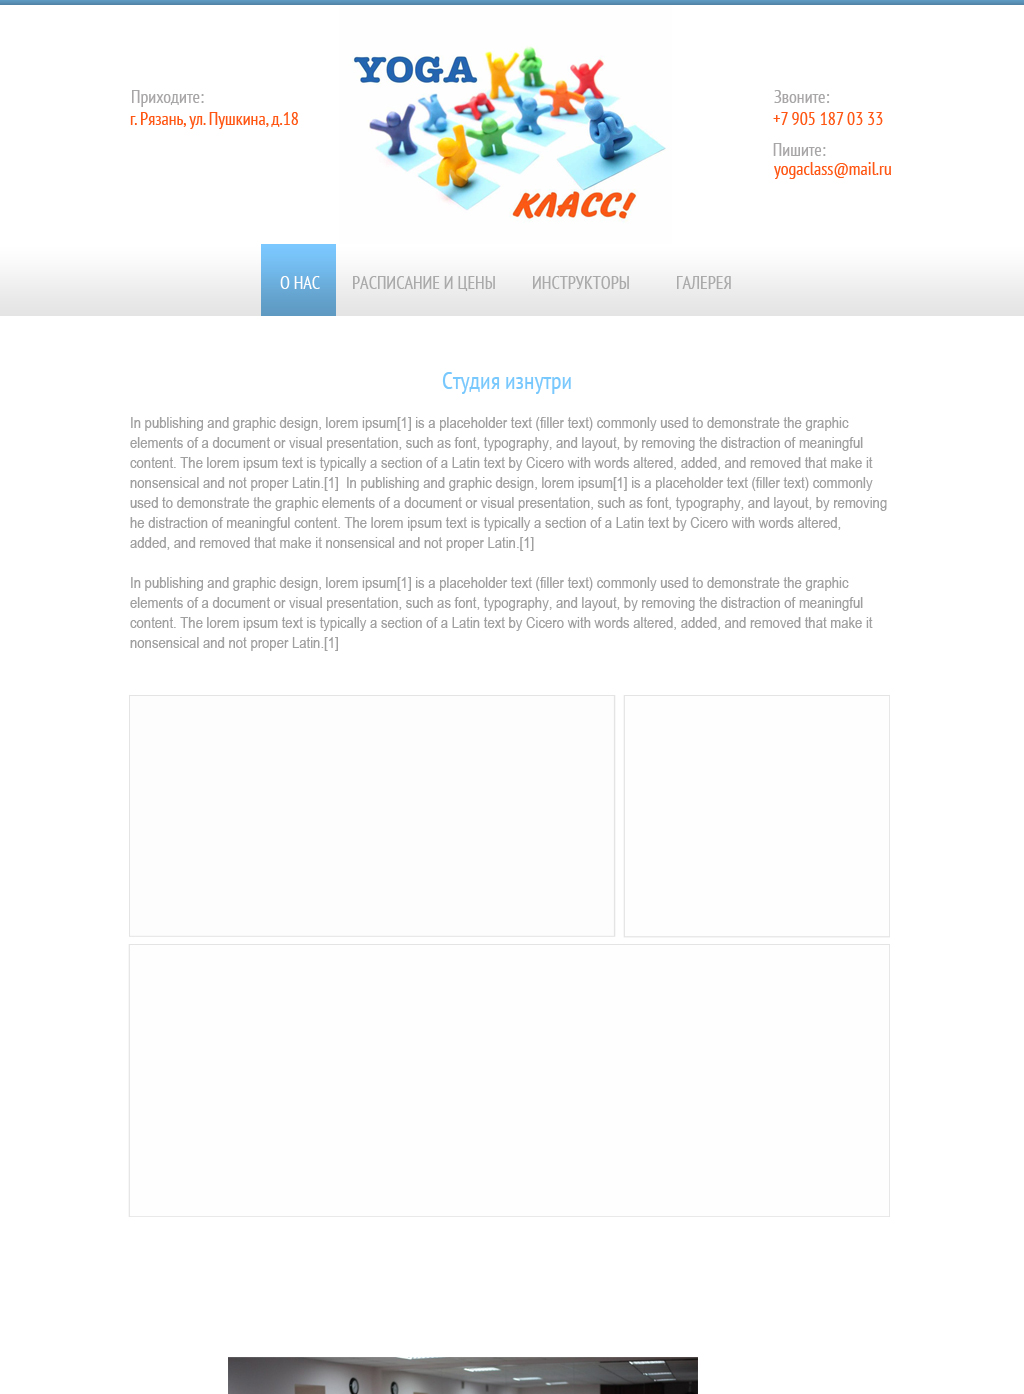 YOGA
КЛАСС!
Приходите:
г. Рязань, ул. Пушкина, д.18
Звоните:
+7 905 187 03 33
Пишите:
yogaclass@mail.ru
О НАС
РАСПИСАНИЕ И ЦЕНЫ
ИНСТРУКТОРЫ
ГАЛЕРЕЯ
Студия изнутри
In publishing and graphic design, lorem ipsum[1] is a placeholder text (filler text) commonly used to demonstrate the graphic
elements of a document or visual presentation, such as font, typography, and layout, by removing the distraction of meaningful
content. The lorem ipsum text is typically a section of a Latin text by Cicero with words altered, added, and removed that make it
nonsensical and not proper Latin.[1]  In publishing and graphic design, lorem ipsum[1] is a placeholder text (filler text) commonly
used to demonstrate the graphic elements of a document or visual presentation, such as font, typography, and layout, by removing
he distraction of meaningful content. The lorem ipsum text is typically a section of a Latin text by Cicero with words altered,
added, and removed that make it nonsensical and not proper Latin.[1]
In publishing and graphic design, lorem ipsum[1] is a placeholder text (filler text) commonly used to demonstrate the graphic
elements of a document or visual presentation, such as font, typography, and layout, by removing the distraction of meaningful
content. The lorem ipsum text is typically a section of a Latin text by Cicero with words altered, added, and removed that make it
nonsensical and not proper Latin.[1]